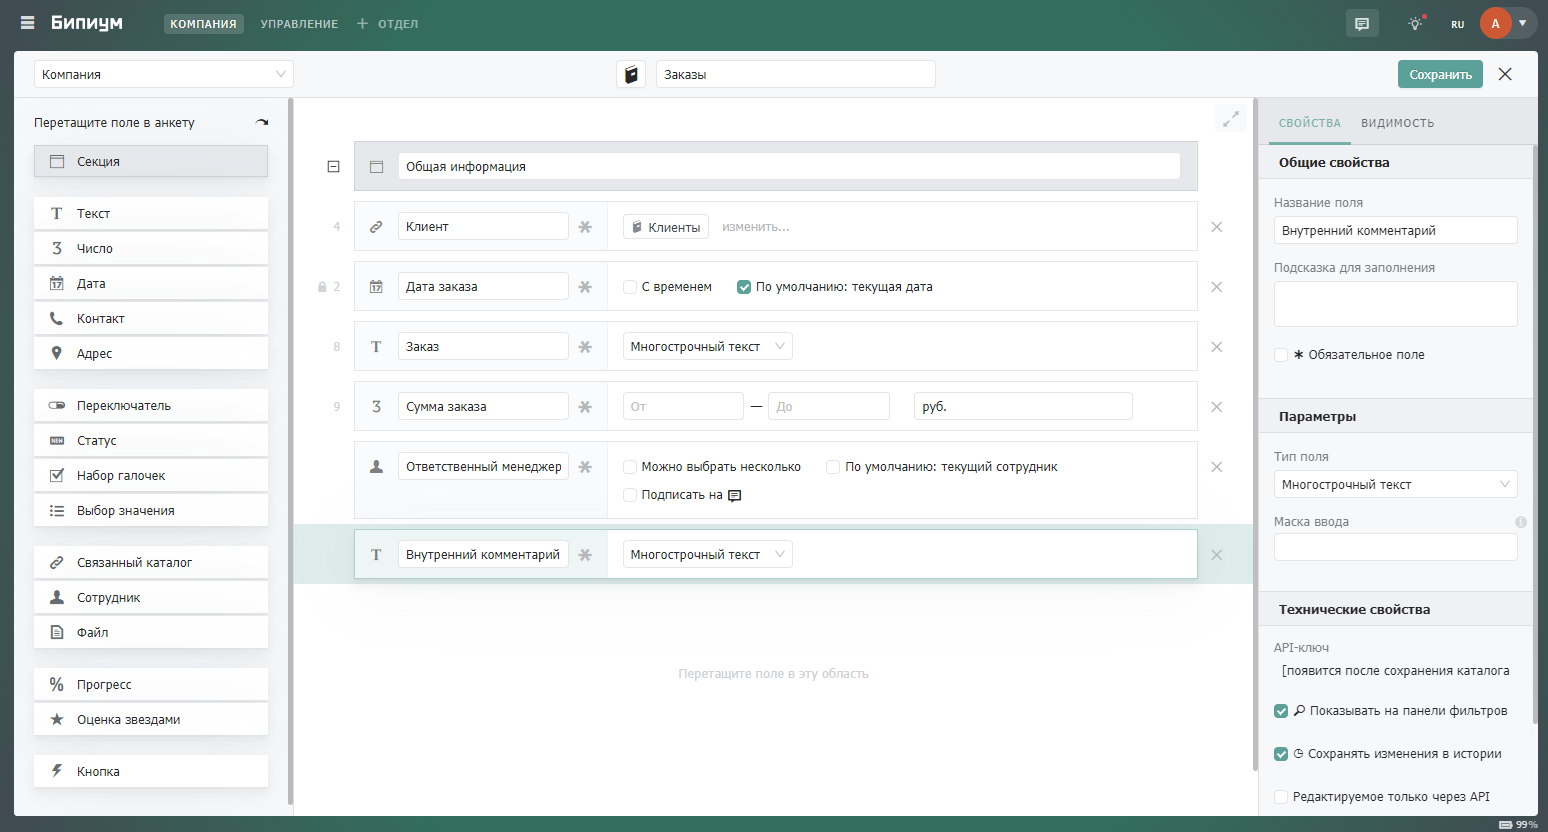 Бипиум
КОМПАНИЯ
УПРАВЛЕНИЕ
+ ОТДЕЛ
RU
А
Компания
Заказы
Сохранить
Перетащите поле в анкету
Секция
Текст
Число
Дата
Контакт
Адрес
Переключатель
Статус
Набор галочек
Выбор значения
Связанный каталог
Сотрудник
Файл
Прогресс
Оценка звездами
Кнопка
Общая информация
4 Клиент Клиенты изменить...
2 Дата заказа С временем По умолчанию: текущая дата
8 Заказ Многострочный текст
9 Сумма заказа От — До руб.
Ответственный менеджер Можно выбрать несколько По умолчанию: текущий сотрудник
Подписать на
Внутренний комментарий Многострочный текст
Перетащите поле в эту область
СВОЙСТВА ВИДИМОСТЬ
Общие свойства
Название поля
Внутренний комментарий
Подсказка для заполнения
Обязательное поле
Параметры
Тип поля
Многострочный текст
Маска ввода
Технические свойства
API-ключ
[появится после сохранения каталога
Показывать на панели фильтров
Сохранять изменения в истории
Редактируемое только через API
99%